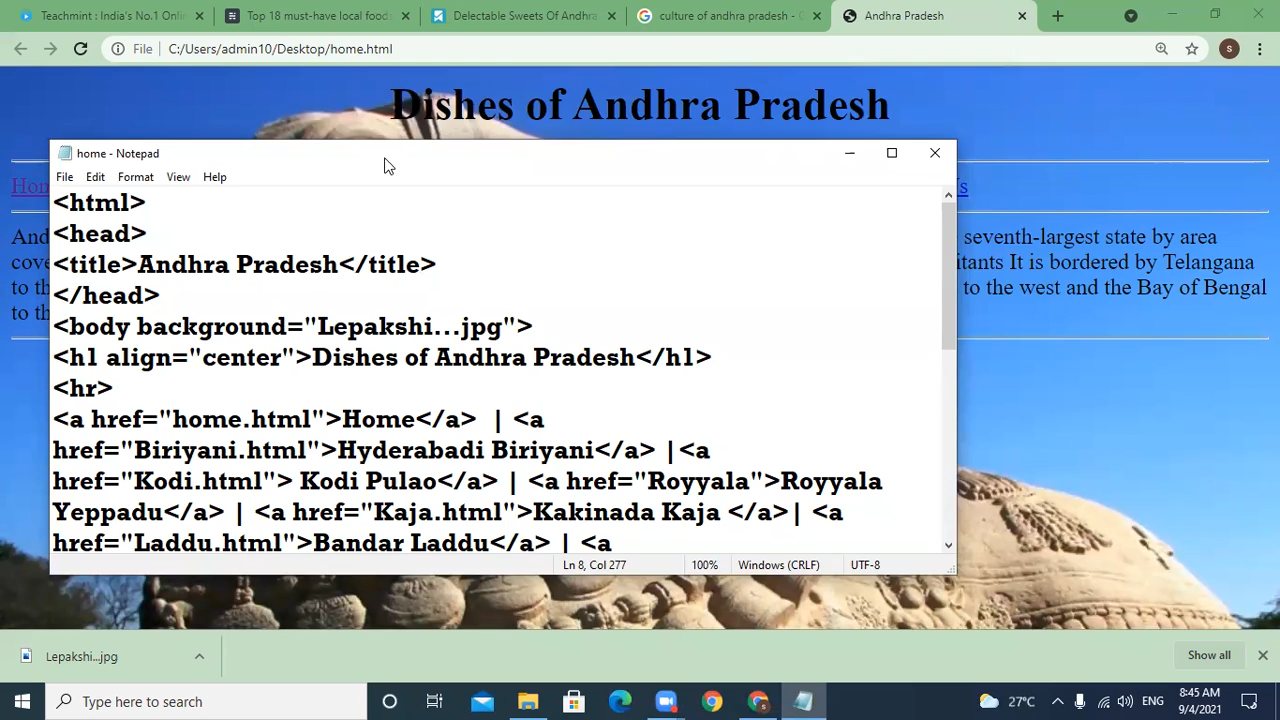 Teachmint: India's No.1 Onlin
Top 18 must-have local food
Delectable Sweets Of Andhra
culture of andhra pradesh - G
Andhra Pradesh
S
File
C:/Users/admin10/Desktop/home.html
Dishes of Andhra Pradesh
home - Notepad
File Edit Format View Help
<html>
<head>
<title>Andhra Pradesh</title>
</head>
<body background="Lepakshi...jpg">
<h1 align="center">Dishes of Andhra Pradesh</h1>
<hr>
<a href="home.html">Home</a> | <a
href="Biriyani.html">Hyderabadi Biriyani</a> |<a
href="Kodi.html"> Kodi Pulao</a> | <a href="Royyala">Royyala
Yeppadu</a> | <a href="Kaja.html">Kakinada Kaja </a>| <a
href="Laddu.html">Bandar Laddu</a> | <a
Ln 8, Col 277
100%
Windows (CRLF)
UTF-8
seventh-largest state by area
It is bordered by Telangana
to the west and the Bay of Bengal
to th
Lepakshi...jpg
Show all
Type here to search
27°C
ENG
8:45 AM
9/4/2021